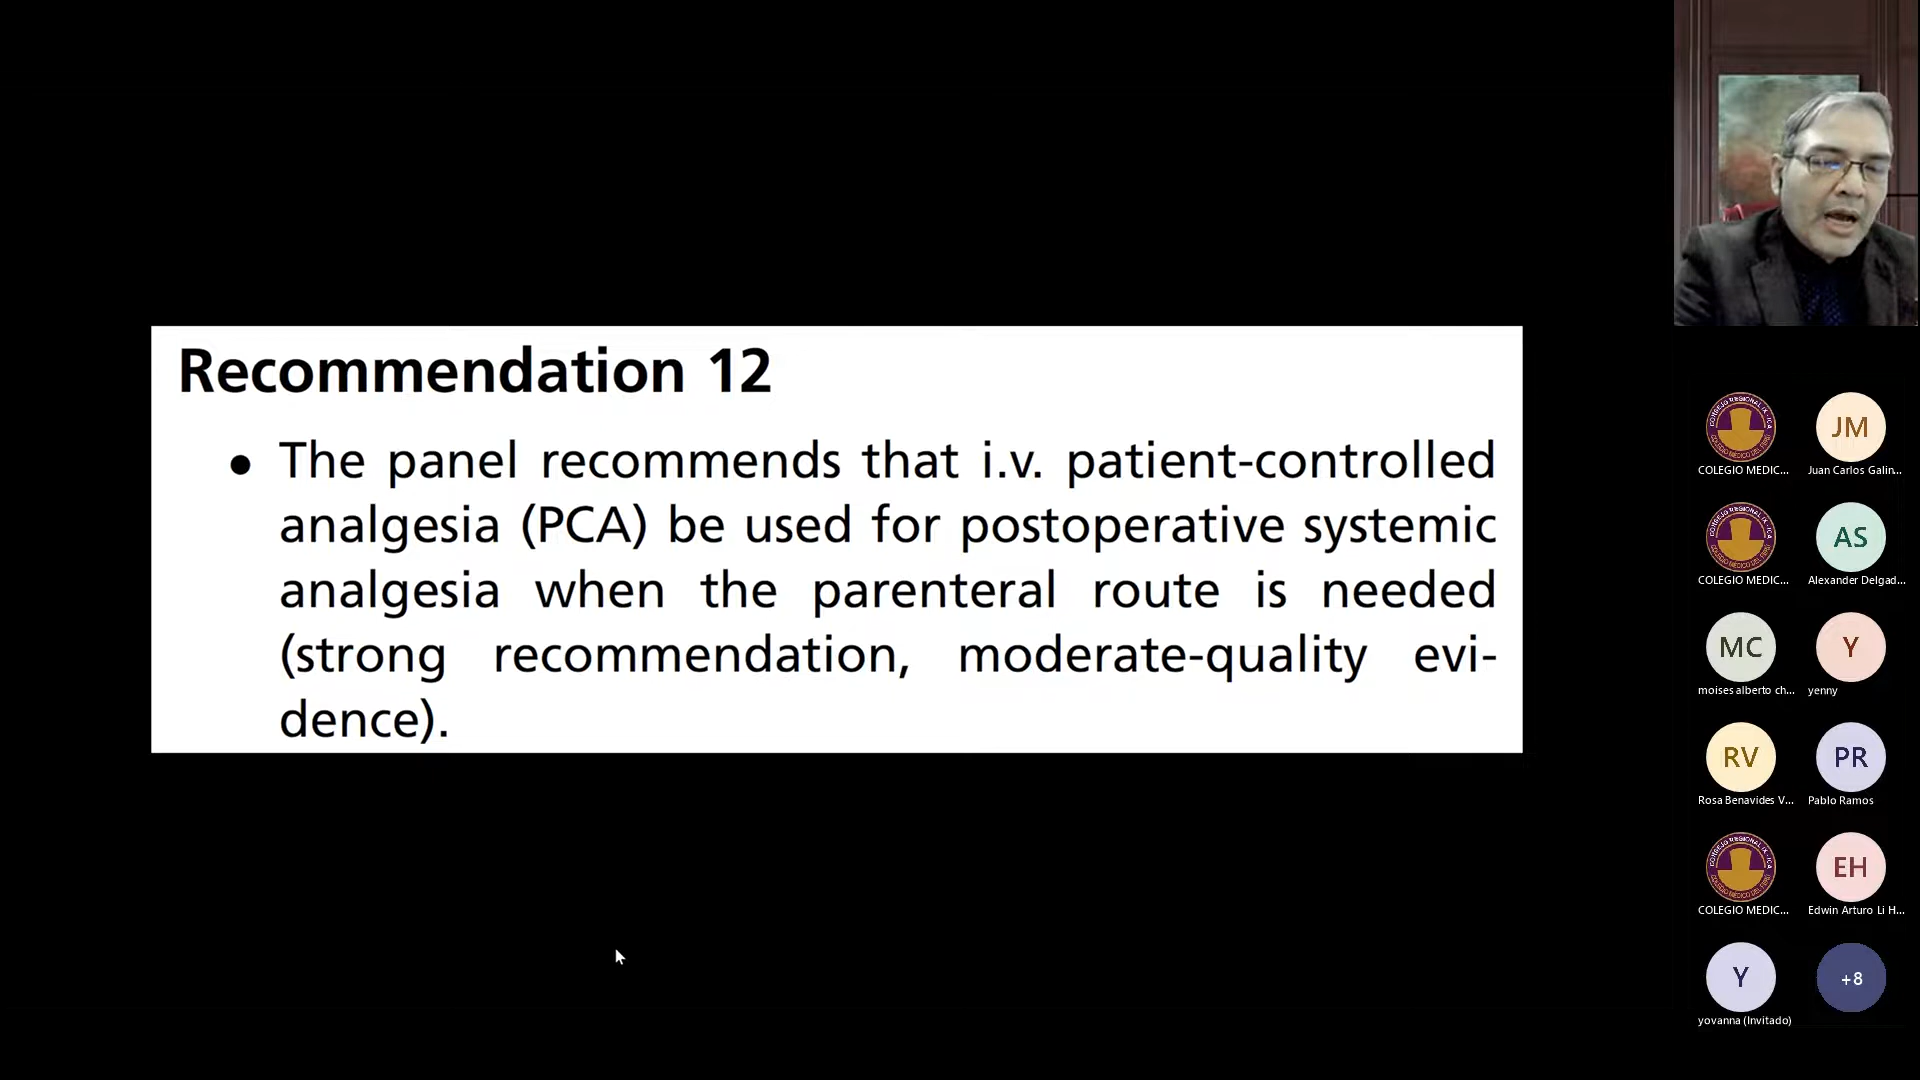 Recommendation 12
● The panel recommends that i.v. patient-controlled
analgesia (PCA) be used for postoperative systemic
analgesia when the parenteral route is needed
(strong recommendation, moderate-quality evi-
dence).
JM
COLEGIO MEDIC...
Juan Carlos Galin...
AS
COLEGIO MEDIC...
Alexander Delgad...
MC
Y
moises alberto ch...
yenny
RV
PR
Rosa Benavides V...
Pablo Ramos
EH
COLEGIO MEDIC...
Edwin Arturo Li H...
Y
+8
yovanna (Invitado)